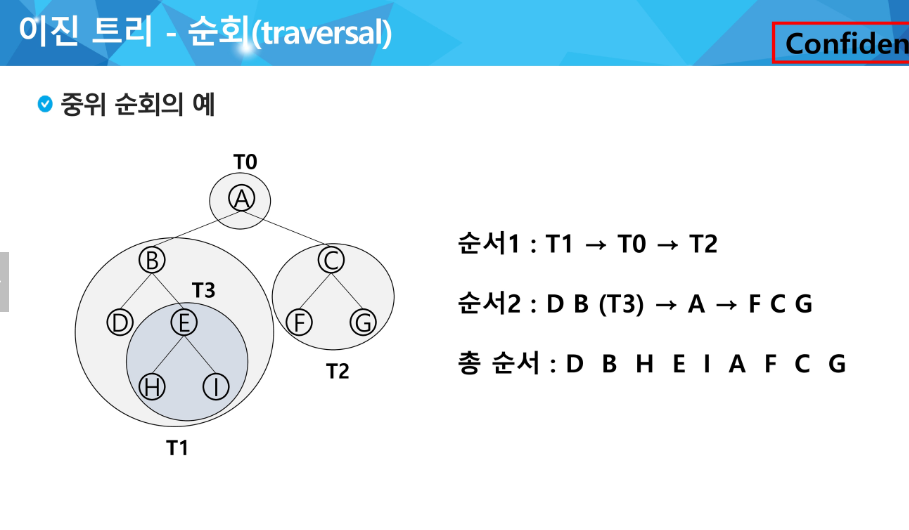 이진 트리 - 순회(traversal)
Confiden
중위 순회의 예
T0
A
B
C
T3
D
E
F
G
H
I
T2
T1
순서1 : T1 → T0 → T2
순서2 : D B (T3) → A → F C G
총 순서 : D B H E I A F C G